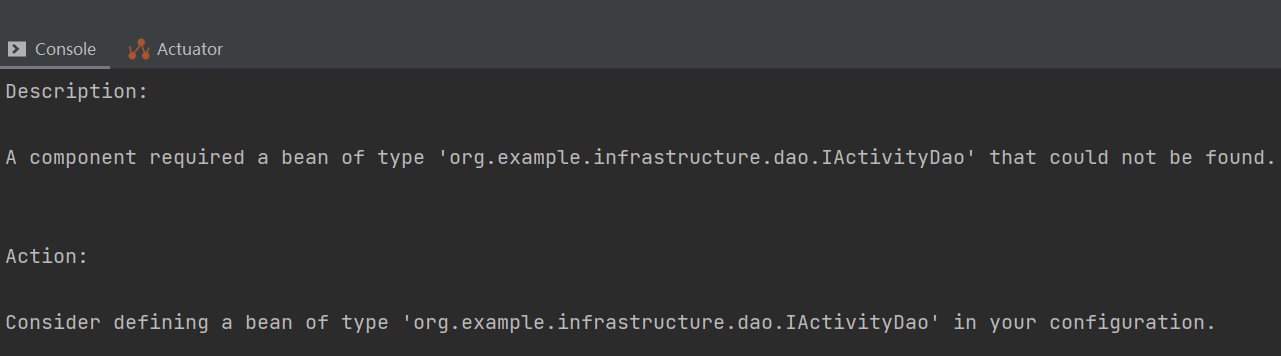 Console
Actuator
Description:
A component required a bean of type 'org.example.infrastructure.dao.IActivityDao' that could not be found.
Action:
Consider defining a bean of type 'org.example.infrastructure.dao.IActivityDao' in your configuration.